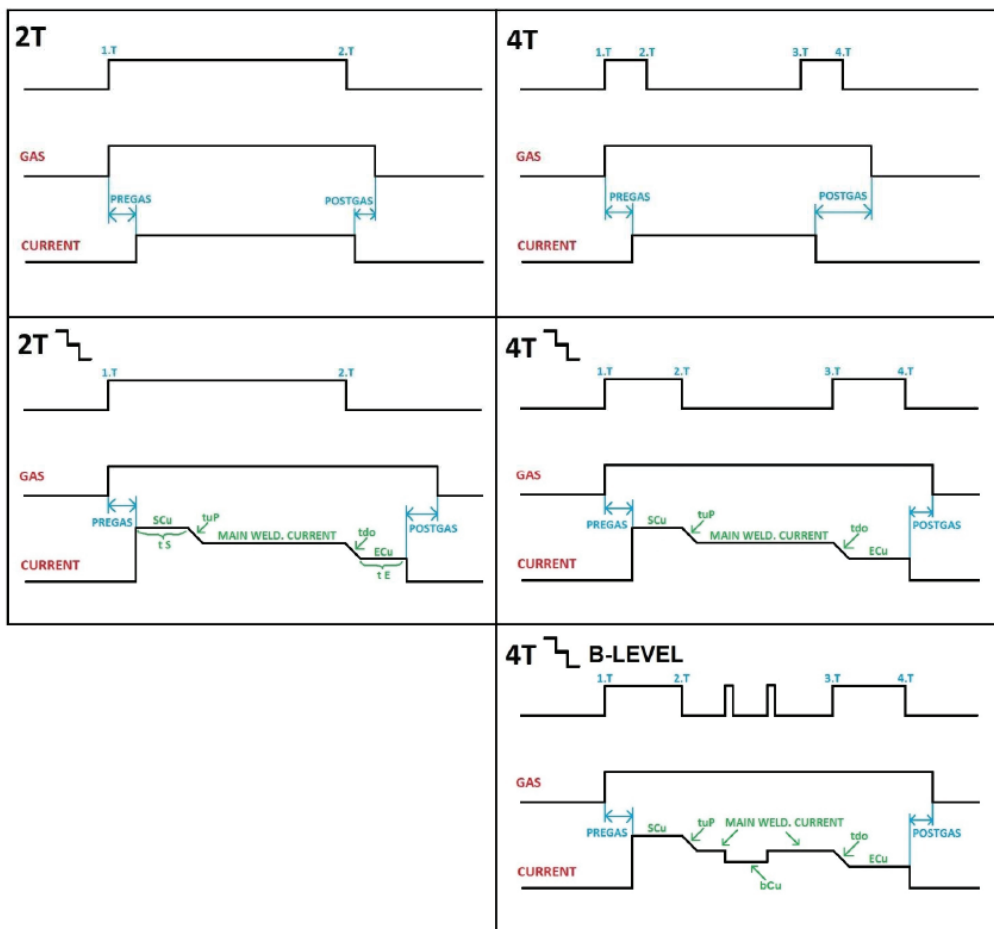 2T
1.T 2.T
GAS
PREGAS POSTGAS
CURRENT
4T
1.T 2.T 3.T 4.T
GAS
PREGAS POSTGAS
CURRENT
2T
1.T 2.T
GAS
PREGAS POSTGAS
SCu tuP
t S MAIN WELD. CURRENT tdo
ECu
t E
CURRENT
4T
1.T 2.T 3.T 4.T
GAS
PREGAS POSTGAS
SCu tuP
MAIN WELD. CURRENT tdo
ECu
CURRENT
4T B-LEVEL
1.T 2.T 3.T 4.T
GAS
PREGAS POSTGAS
SCu tuP MAIN WELD. CURRENT tdo
ECu
bCu
CURRENT